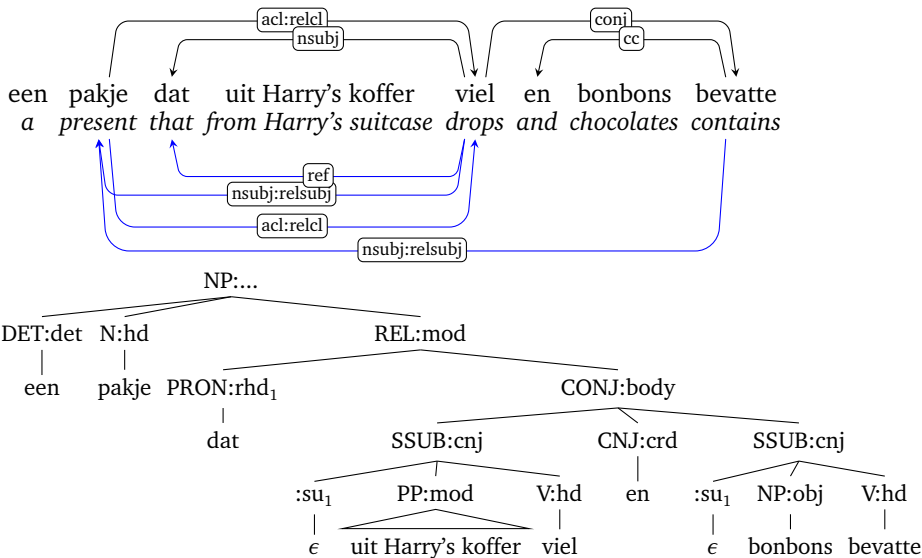 acl:relcl conj
nsubj cc
een pakje dat uit Harry's koffer viel en bonbons bevatte
a present that from Harry's suitcase drops and chocolates contains
ref
nsubj:relsubj
acl:relcl
nsubj:relsubj
NP:...
DET:det N:hd REL:mod
een pakje PRON:rhd₁ CONJ:body
dat SSUB:cnj CNJ:crd SSUB:cnj
:su₁ PP:mod V:hd en :su₁ NP:obj V:hd
ϵ uit Harry's koffer viel ϵ bonbons bevatte